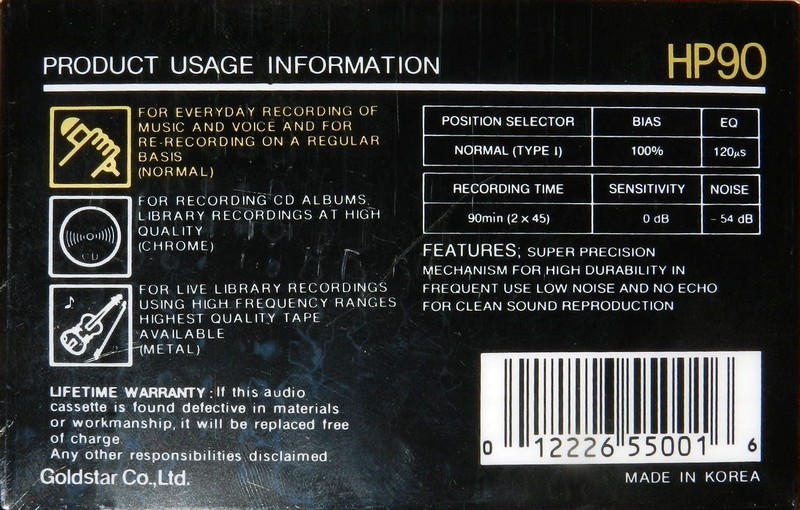 PRODUCT USAGE INFORMATION
HP90
FOR EVERYDAY RECORDING OF
MUSIC AND VOICE AND FOR
RE-RECORDING ON A REGULAR
BASIS
(NORMAL)
FOR RECORDING CD ALBUMS,
LIBRARY RECORDINGS AT HIGH
QUALITY
(CHROME)
CD
FOR LIVE LIBRARY RECORDINGS
USING HIGH FREQUENCY RANGES
HIGHEST QUALITY TAPE
AVAILABLE
(METAL)
LIFETIME WARRANTY : If this audio
cassette is found defective in materials
or workmanship, it will be replaced free
of charge.
Any other responsibilities disclaimed.
Goldstar Co.,Ltd.
POSITION SELECTOR BIAS EQ
NORMAL (TYPE I) 100% 120µs
RECORDING TIME SENSITIVITY NOISE
90min (2 x 45) 0 dB - 54 dB
FEATURES; SUPER PRECISION
MECHANISM FOR HIGH DURABILITY IN
FREQUENT USE LOW NOISE AND NO ECHO
FOR CLEAN SOUND REPRODUCTION
0 12226 55001 6
MADE IN KOREA